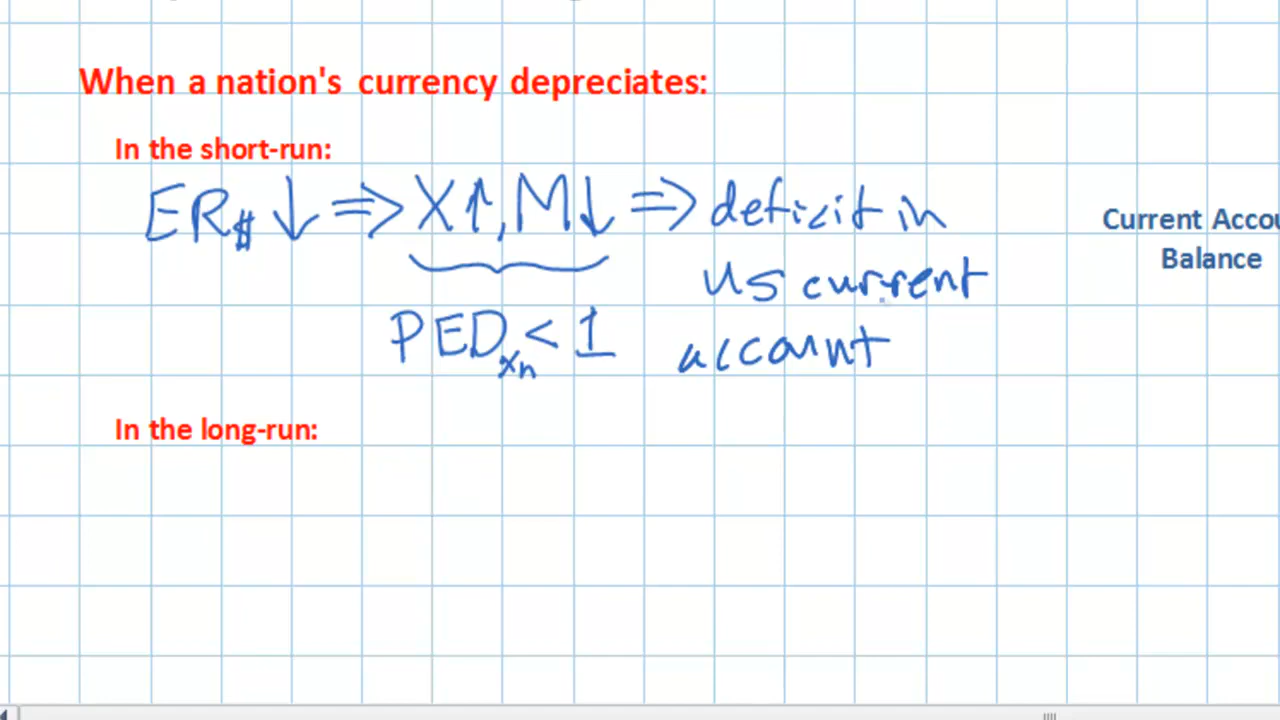 When a nation's currency depreciates:
In the short-run:
ER$ ↓ ⇒ X↑, M↓ ⇒ deficit in
US current
PEDxn < 1 account
Current Accou
Balance
In the long-run: